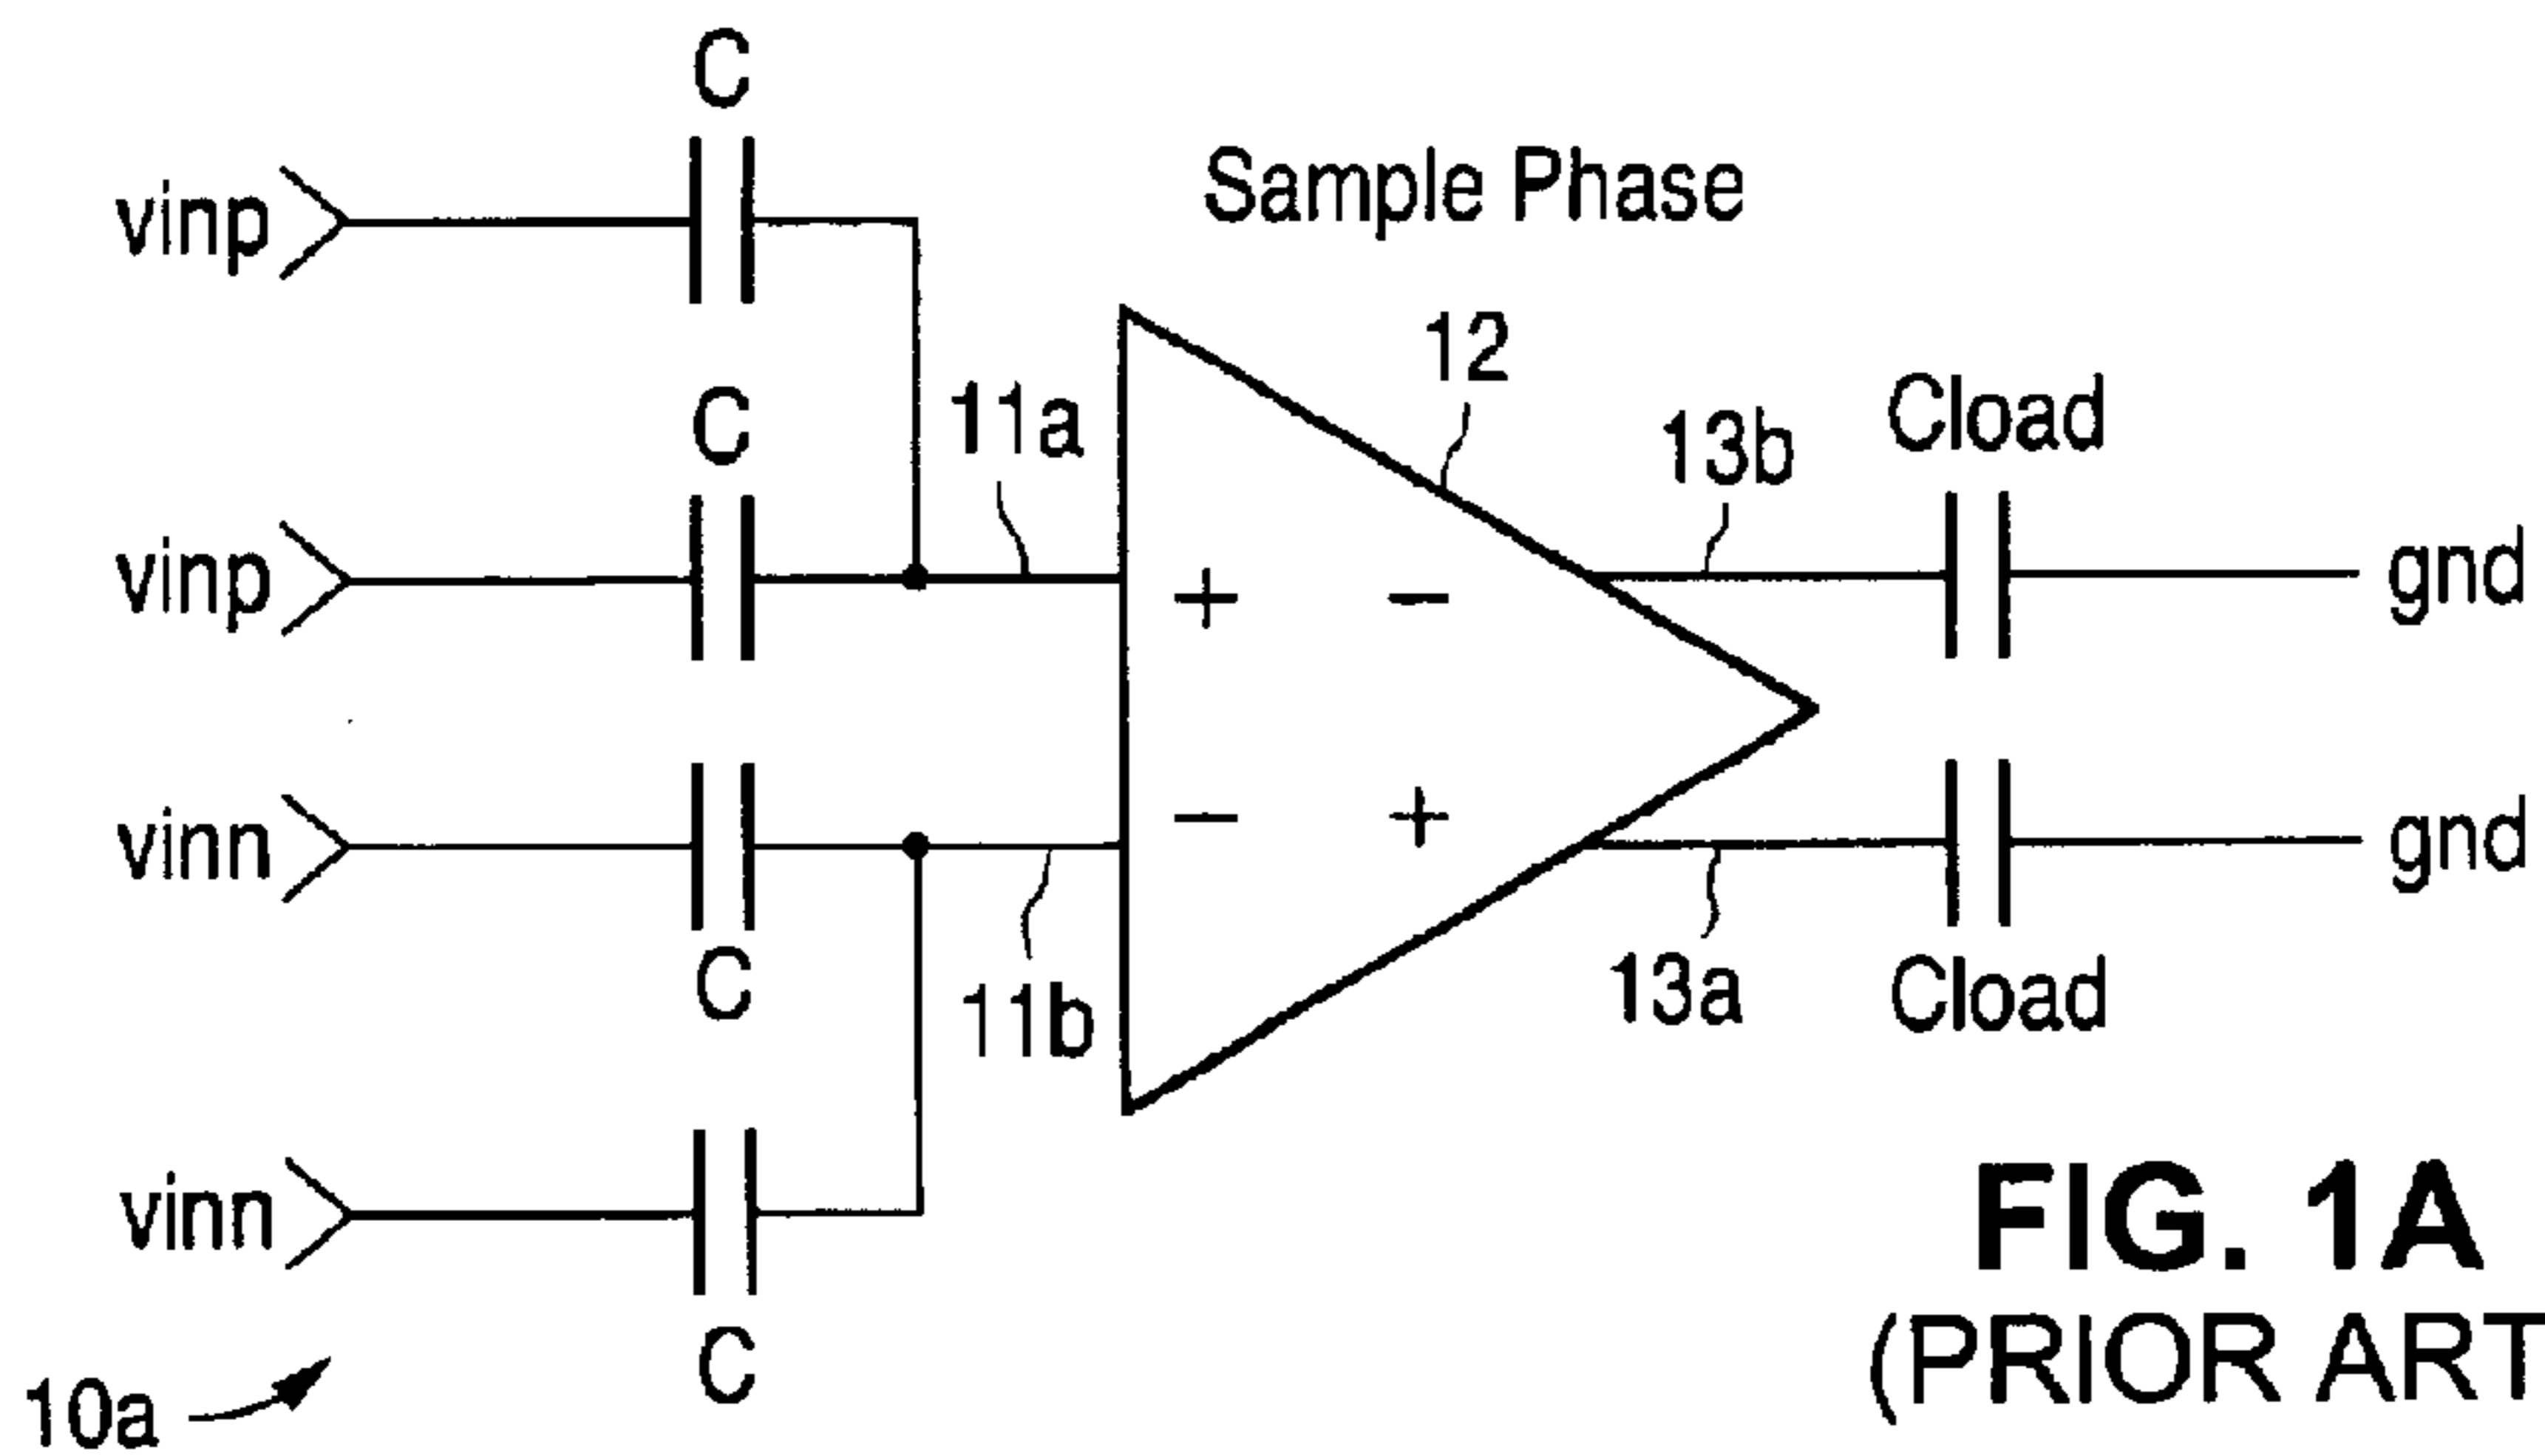 C
vinp
Sample Phase
12
C
11a
13b
Cload
vinp
+
−
gnd
vinn
−
+
gnd
C
11b
13a
Cload
vinn
C
10a
FIG. 1A
(PRIOR ART